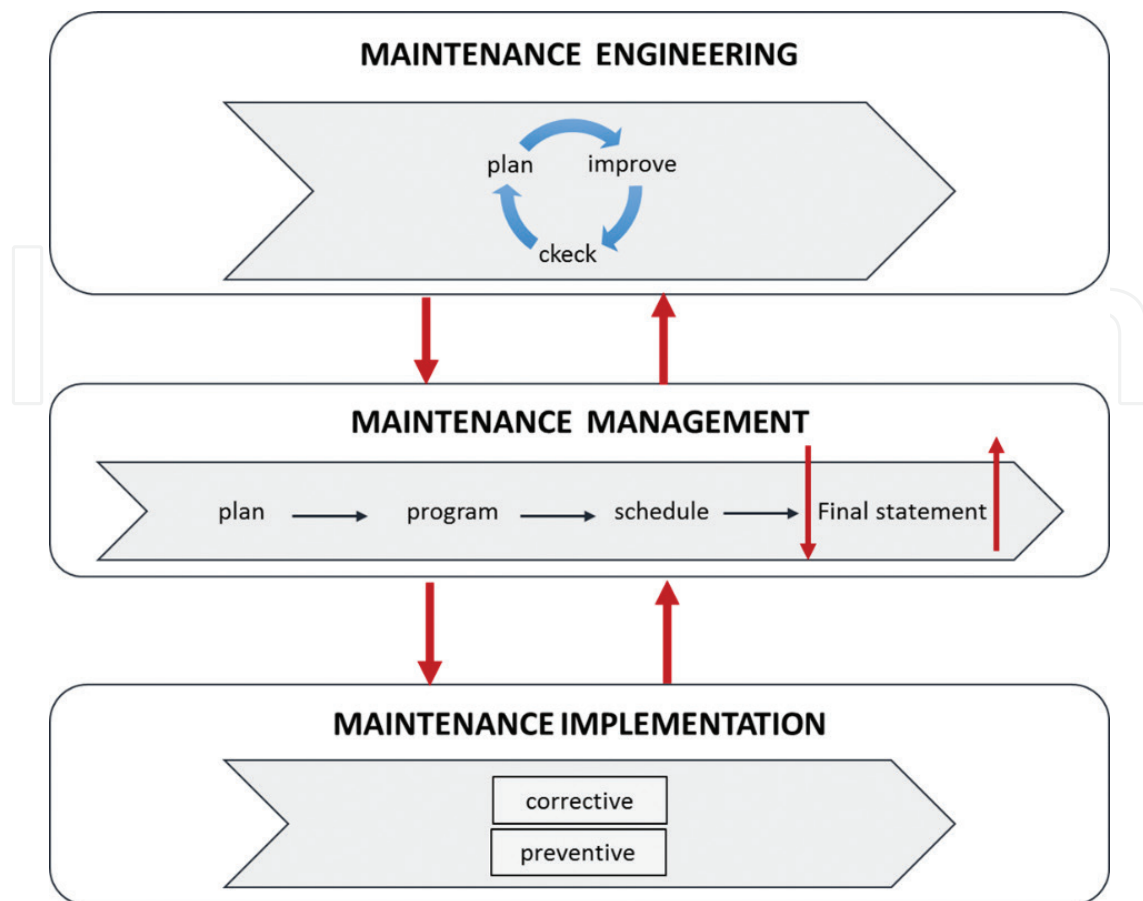 MAINTENANCE ENGINEERING
plan improve
ckeck
MAINTENANCE MANAGEMENT
plan program schedule Final statement
MAINTENANCE IMPLEMENTATION
corrective
preventive